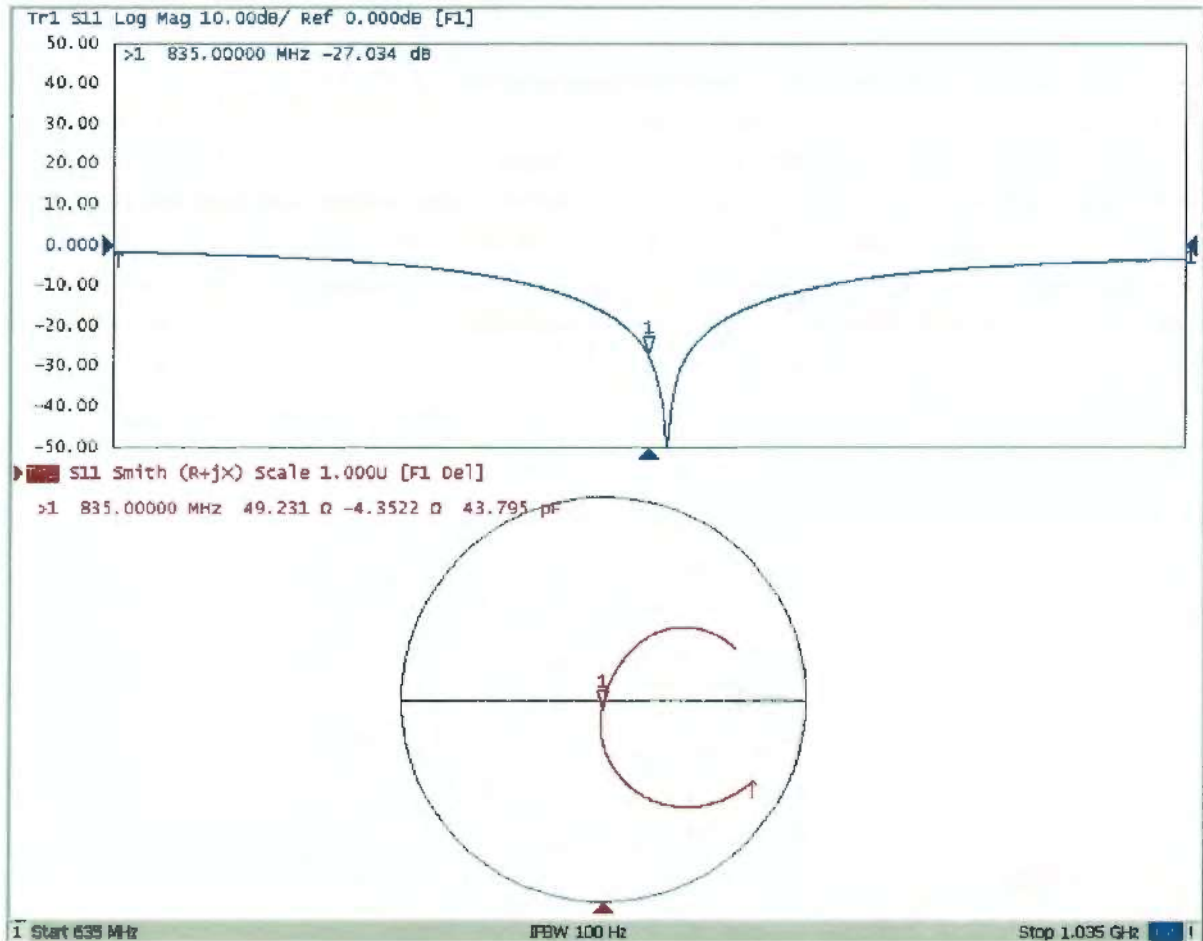 Tr1 S11 Log Mag 10.00dB/ Ref 0.000dB [F1]
50.00
>1 835.00000 MHz -27.034 dB
40.00
30.00
20.00
10.00
0.000
-10.00
-20.00
1
-30.00
-40.00
-50.00
S11 Smith (R+jX) Scale 1.000U [F1 Del]
>1 835.00000 MHz 49.231 Ω -4.3522 Ω 43.795 pF
1
1 Start 635 MHz
IFBW 100 Hz
Stop 1.035 GHz